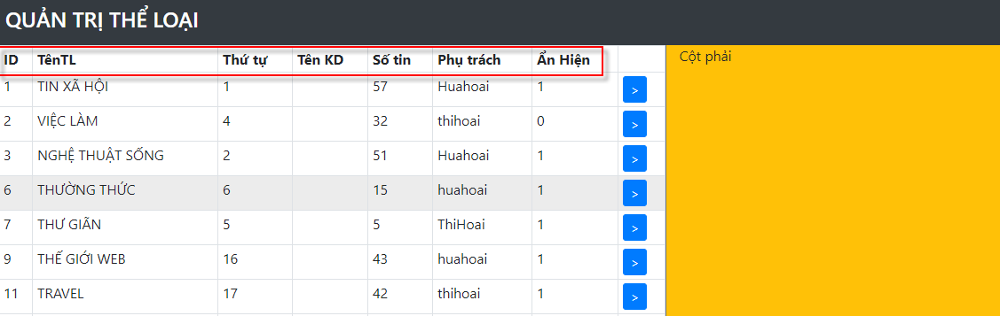 QUẢN TRỊ THỂ LOẠI
ID TênTL Thứ tự Tên KD Số tin Phụ trách Ẩn Hiện
Cột phải
1 TIN XÃ HỘI 1 57 Huahoai 1 >
2 VIỆC LÀM 4 32 thihoai 0 >
3 NGHỆ THUẬT SỐNG 2 51 Huahoai 1 >
6 THƯỜNG THỨC 6 15 huahoai 1 >
7 THƯ GIÃN 5 5 ThiHoai 1 >
9 THẾ GIỚI WEB 16 43 huahoai 1 >
11 TRAVEL 17 42 thihoai 1 >